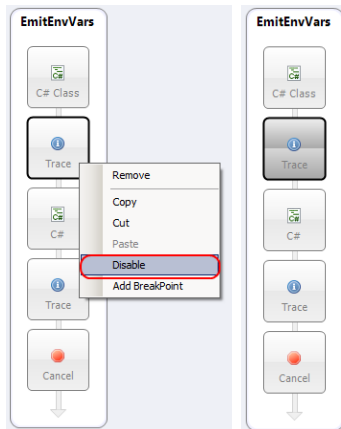 EmitEnvVars
C# Class
Trace
Remove
Copy
Cut
Paste
Disable
Add BreakPoint
C#
Trace
Cancel
EmitEnvVars
C# Class
Trace
C#
Trace
Cancel